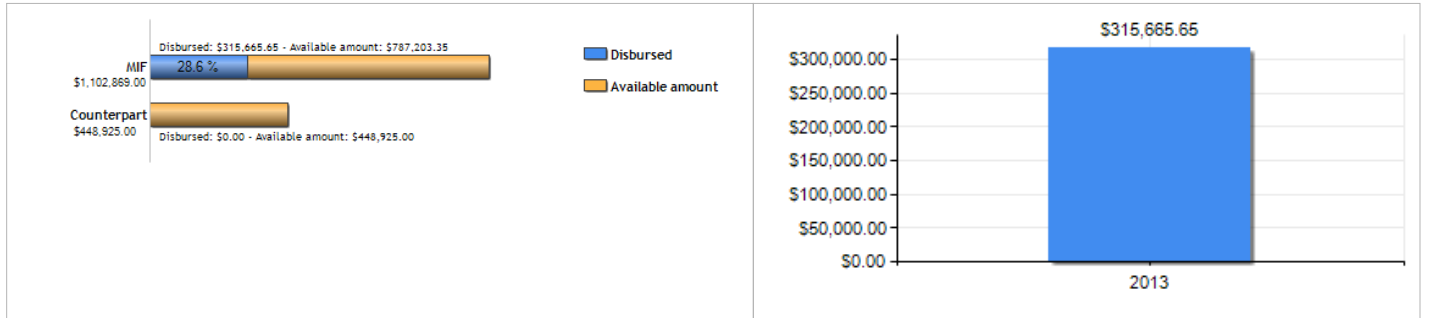 Disbursed: $315,665.65 - Available amount: $787,203.35
MIF
28.6 %
$1,102,869.00
Counterpart
$448,925.00
Disbursed: $0.00 - Available amount: $448,925.00
Disbursed
Available amount
$315,665.65
$300,000.00
$250,000.00
$200,000.00
$150,000.00
$100,000.00
$50,000.00
$0.00
2013